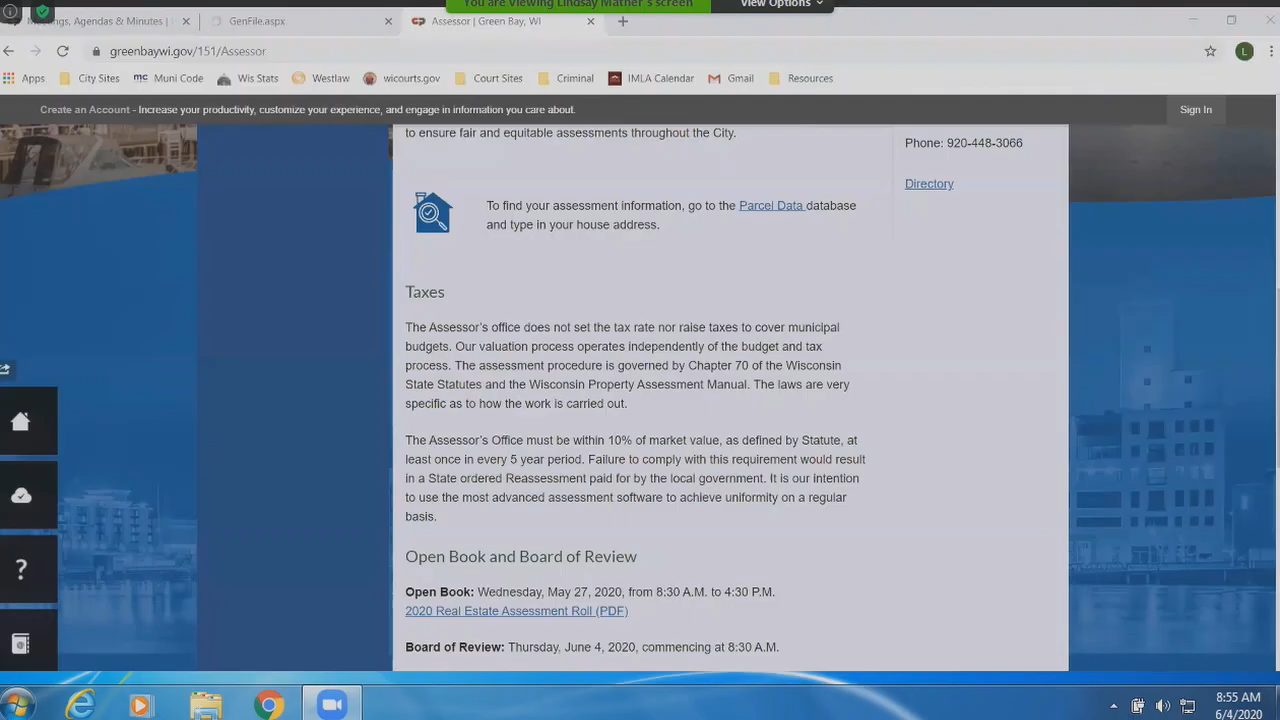 You are viewing Lindsay Mather's screen
View Options
ngs, Agendas & Minutes
GenFile.aspx
Assessor | Green Bay, WI
greenbaywi.gov/151/Assessor
L
Apps
City Sites
mc Muni Code
Wis Stats
Westlaw
wicourts.gov
Court Sites
Criminal
IMLA Calendar
Gmail
Resources
Create an Account - Increase your productivity, customize your experience, and engage in information you care about.
Sign In
to ensure fair and equitable assessments throughout the City.
Phone: 920-448-3066
Directory
To find your assessment information, go to the Parcel Data database
and type in your house address.
Taxes
The Assessor's office does not set the tax rate nor raise taxes to cover municipal
budgets. Our valuation process operates independently of the budget and tax
process. The assessment procedure is governed by Chapter 70 of the Wisconsin
State Statutes and the Wisconsin Property Assessment Manual. The laws are very
specific as to how the work is carried out.
The Assessor's Office must be within 10% of market value, as defined by Statute, at
least once in every 5 year period. Failure to comply with this requirement would result
in a State ordered Reassessment paid for by the local government. It is our intention
to use the most advanced assessment software to achieve uniformity on a regular
basis.
Open Book and Board of Review
Open Book: Wednesday, May 27, 2020, from 8:30 A.M. to 4:30 P.M.
2020 Real Estate Assessment Roll (PDF)
Board of Review: Thursday, June 4, 2020, commencing at 8:30 A.M.
8:55 AM
6/4/2020